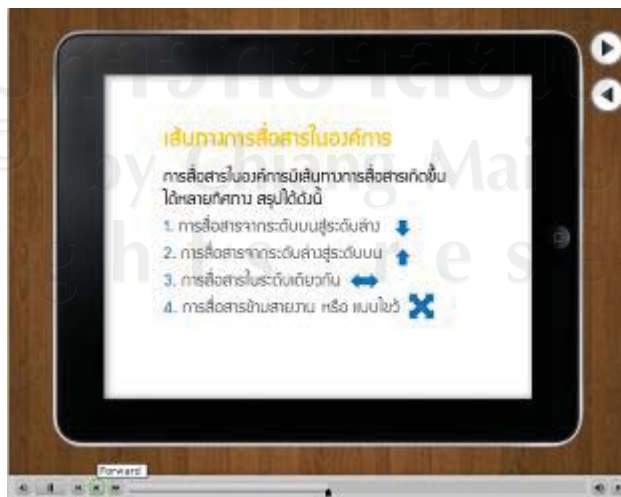 เส้นทางการสื่อสารในองค์การ
การสื่อสารในองค์การมีเส้นทางการสื่อสารเกิดขึ้น
ได้หลายทิศทาง สรุปได้ดังนี้
1. การสื่อสารจากระดับบนสู่ระดับล่าง
2. การสื่อสารจากระดับล่างสู่ระดับบน
3. การสื่อสารในระดับเดียวกัน
4. การสื่อสารข้ามสายงาน หรือ แบบไขว้
Forward
by Chiang Mai